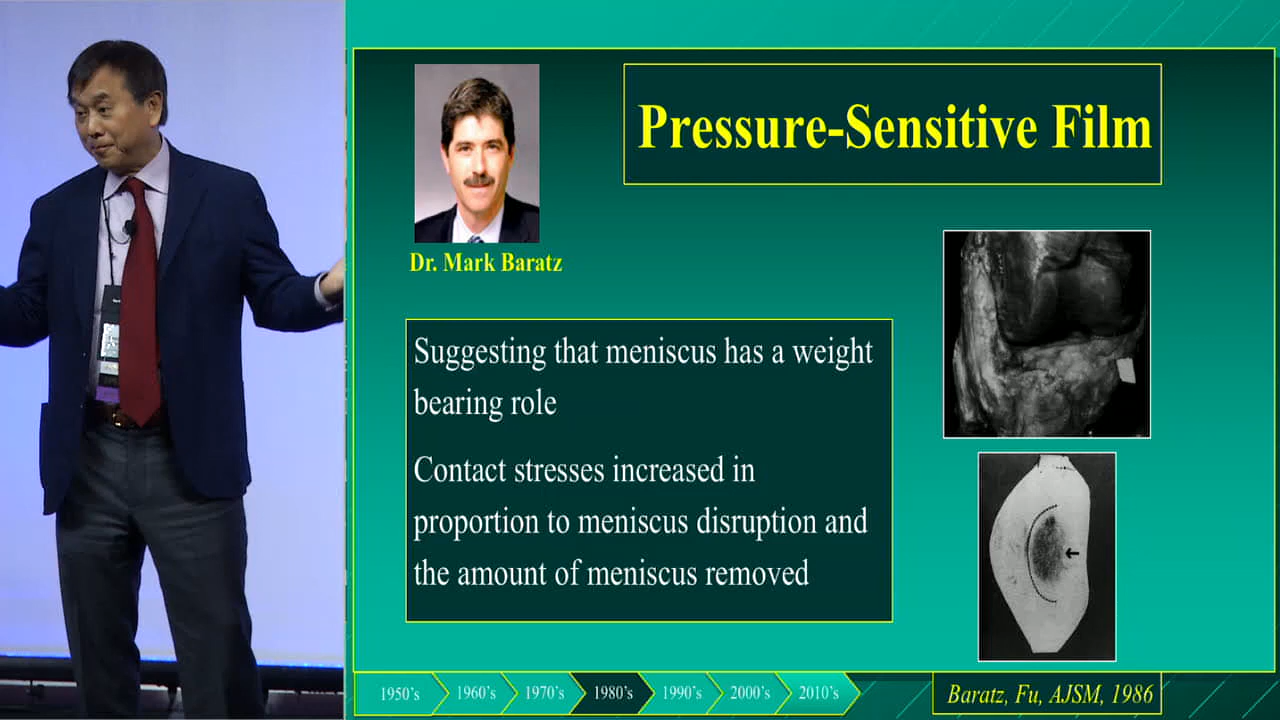 Pressure-Sensitive Film
Dr. Mark Baratz
Suggesting that meniscus has a weight
bearing role
Contact stresses increased in
proportion to meniscus disruption and
the amount of meniscus removed
1950's
1960's
1970's
1980's
1990's
2000's
2010's
Baratz, Fu, AJSM, 1986